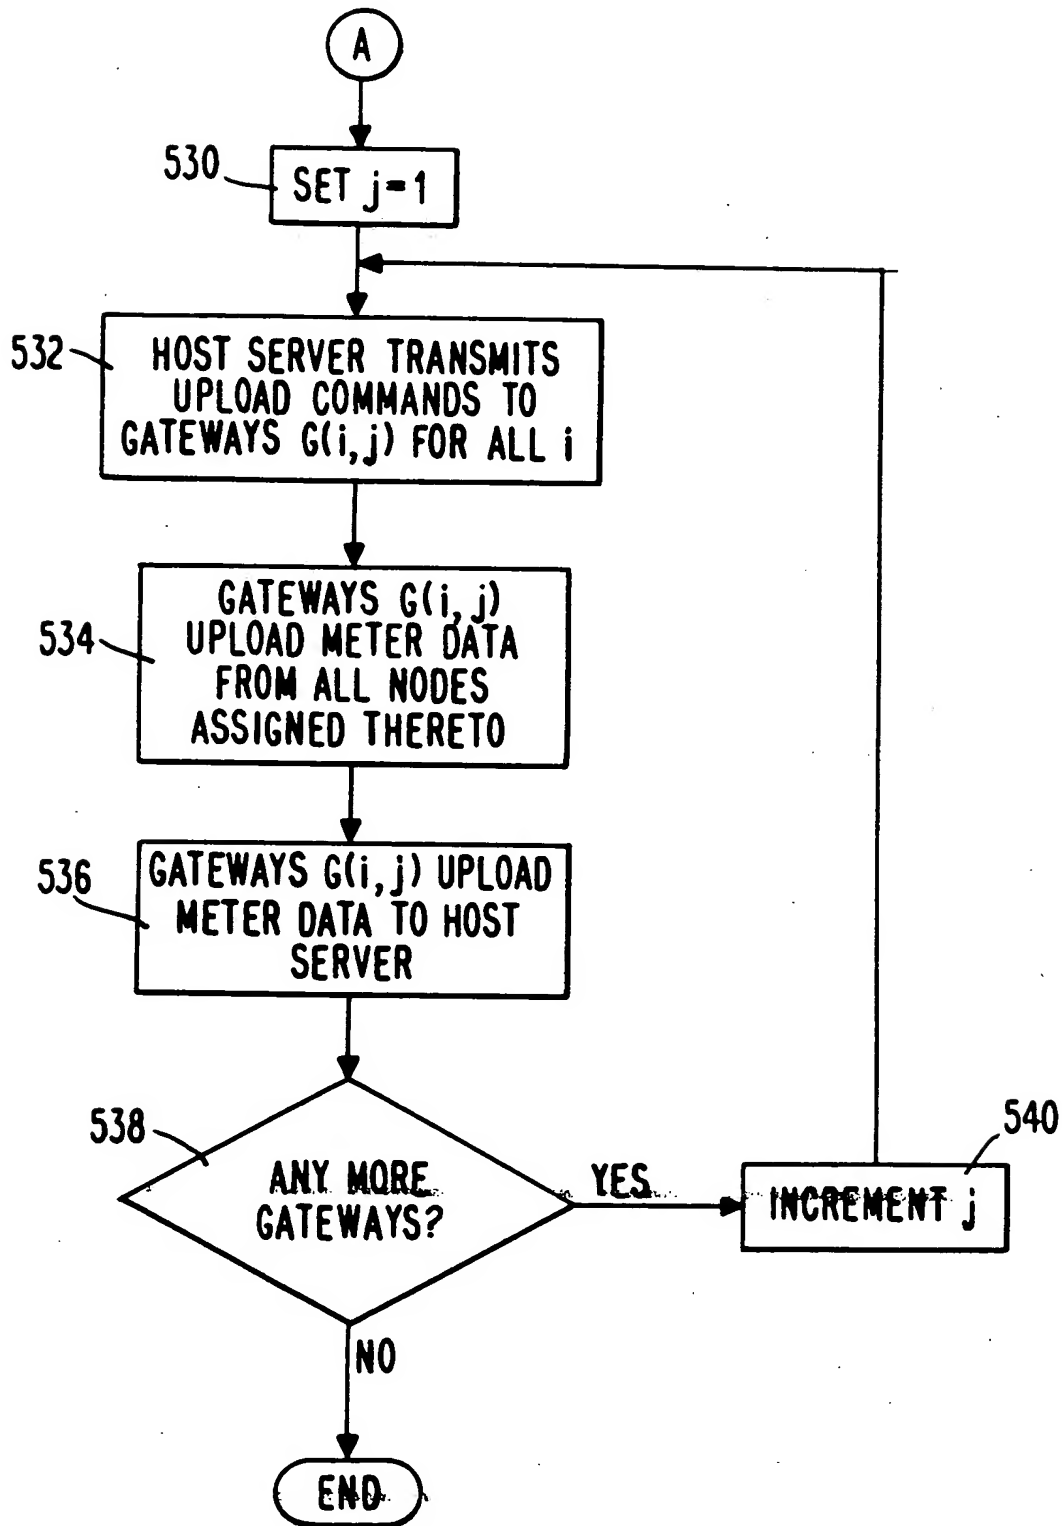 A
530
SET j=1
532
HOST SERVER TRANSMITS
UPLOAD COMMANDS TO
GATEWAYS G(i,j) FOR ALL i
534
GATEWAYS G(i,j)
UPLOAD METER DATA
FROM ALL NODES
ASSIGNED THERETO
536
GATEWAYS G(i,j) UPLOAD
METER DATA TO HOST
SERVER
538
ANY MORE
GATEWAYS?
YES
540
INCREMENT j
NO
END